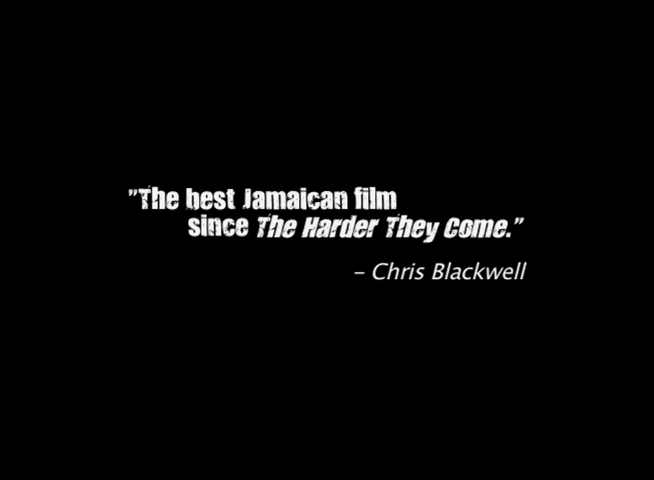 ”The best Jamaican film
since The Harder They Come.”
– Chris Blackwell